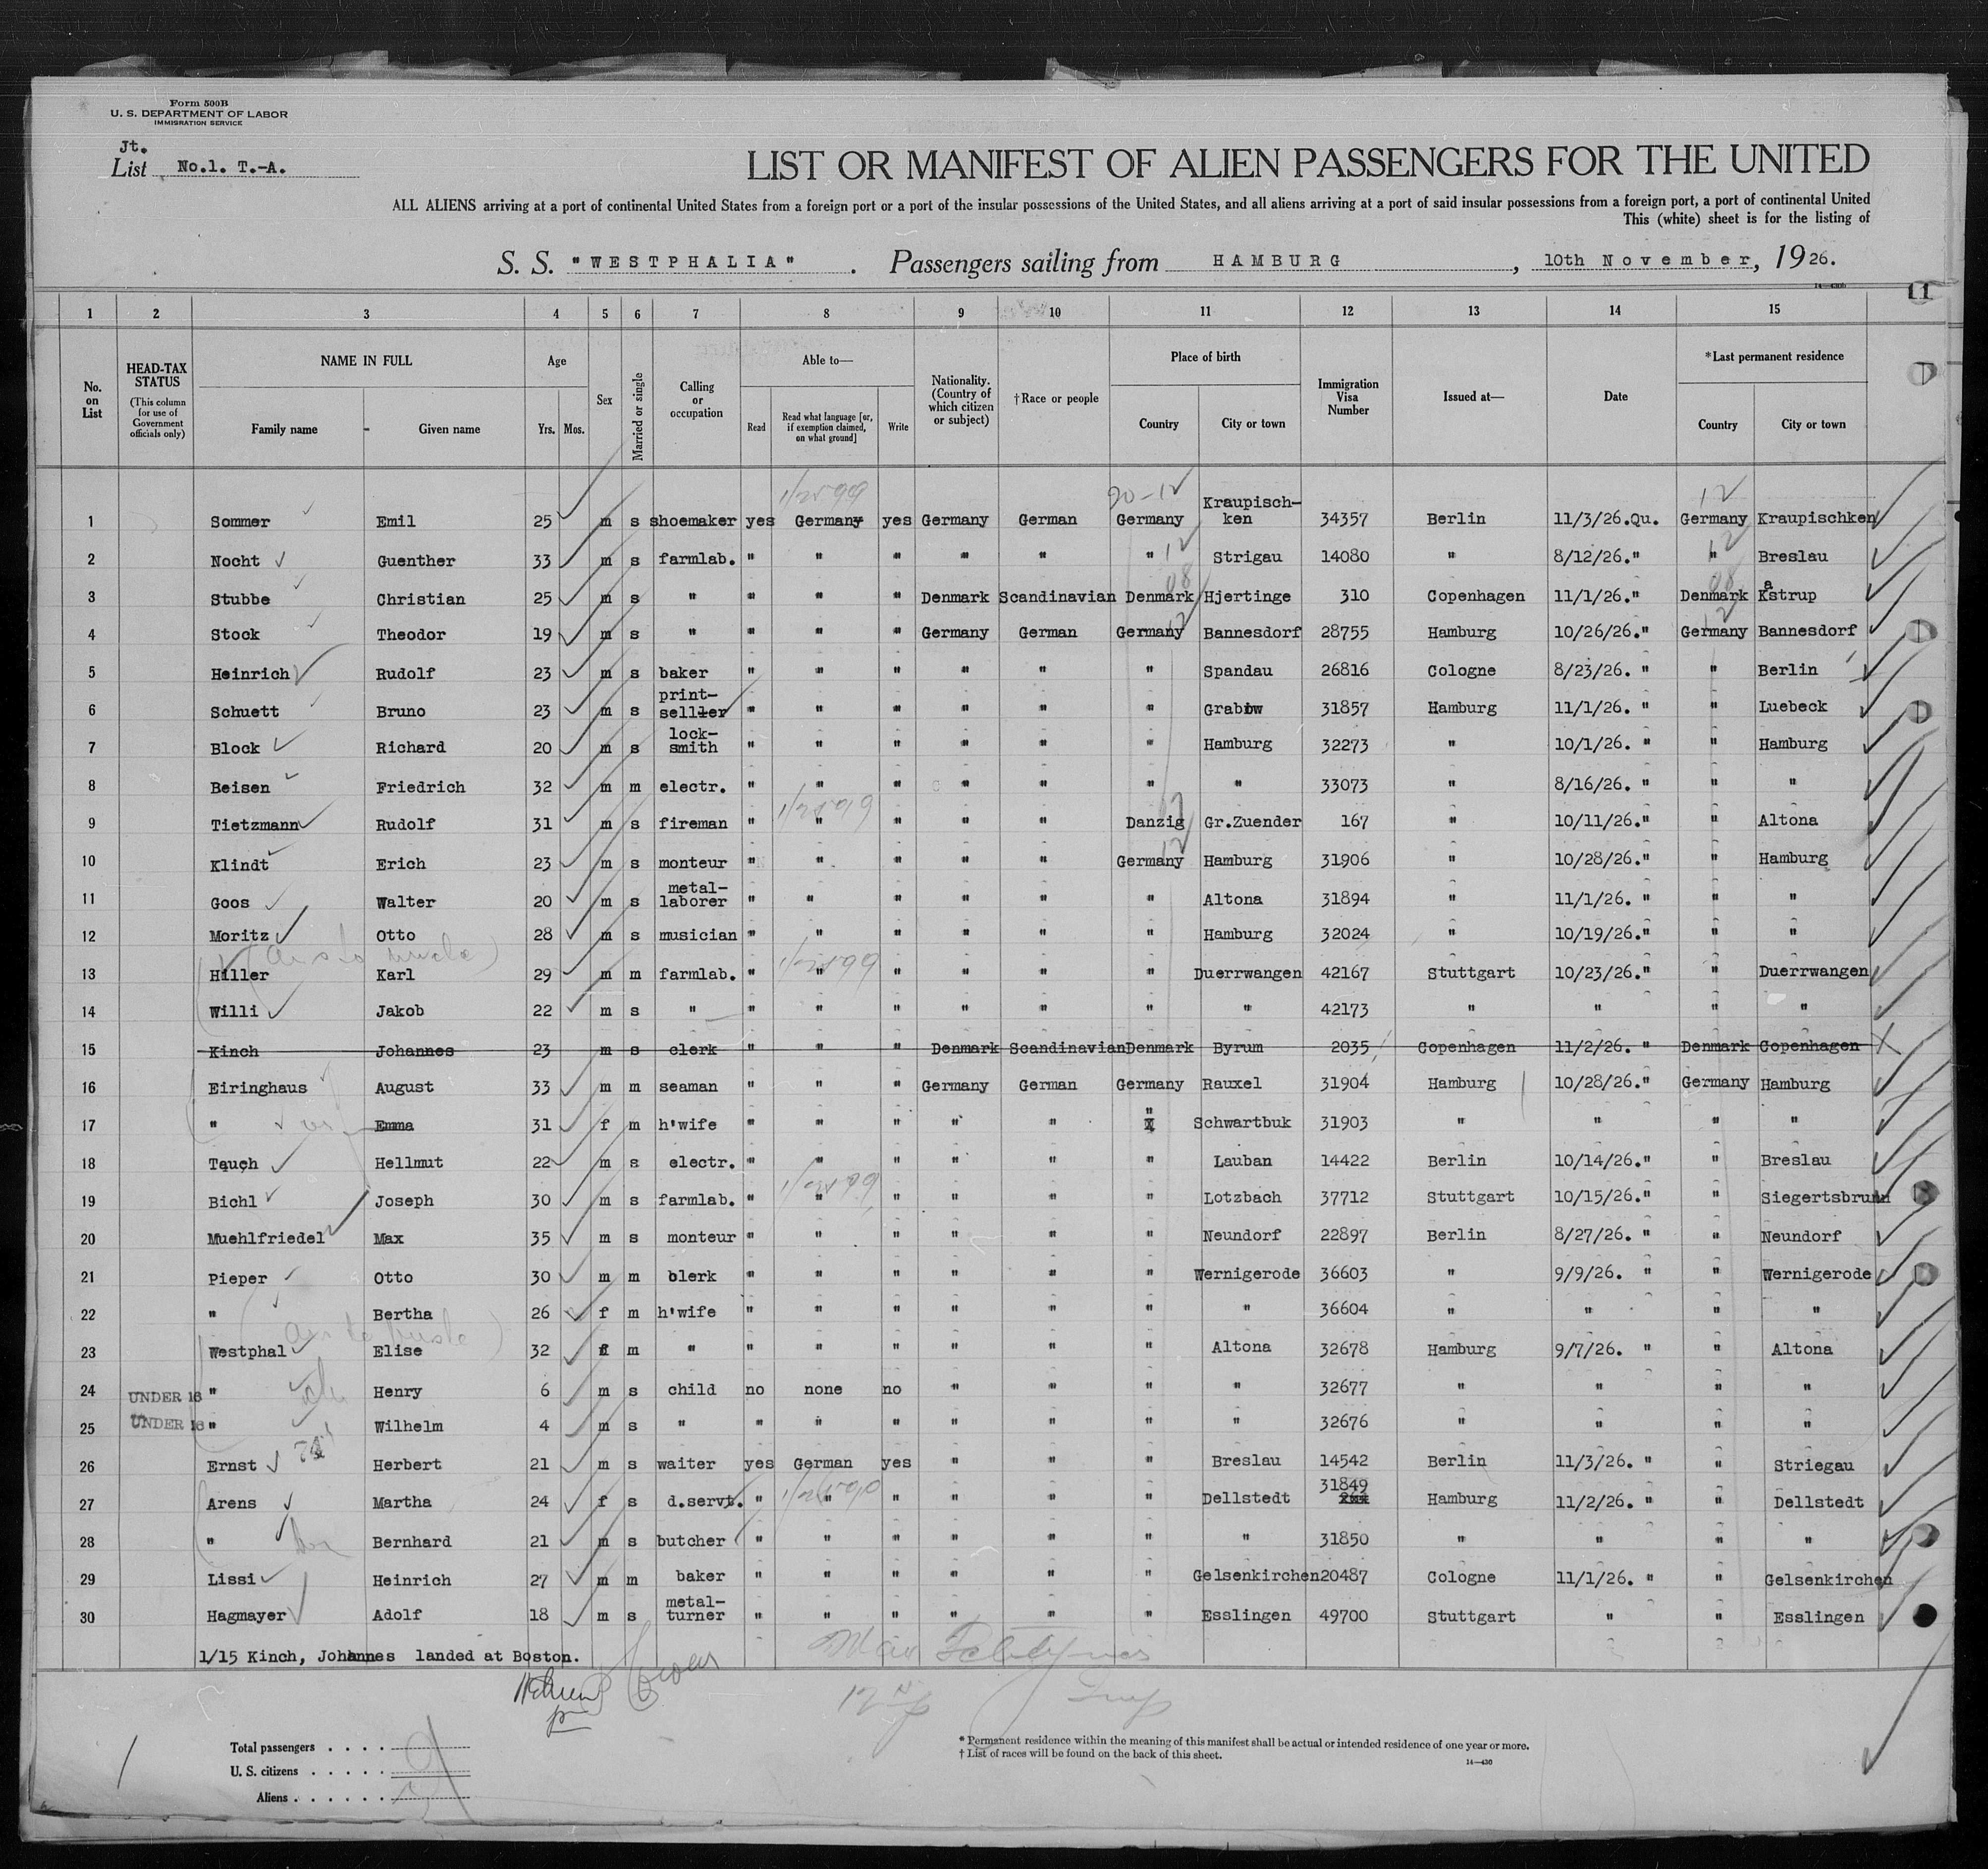 Form 500B
U. S. DEPARTMENT OF LABOR
IMMIGRATION SERVICE
Jt.
List No.1. T.-A.
LIST OR MANIFEST OF ALIEN PASSENGERS FOR THE UNITED
ALL ALIENS arriving at a port of continental United States from a foreign port or a port of the insular possessions of the United States, and all aliens arriving at a port of said insular possessions from a foreign port, a port of continental United
This (white) sheet is for the listing of
S. S. "WESTPHALIA". Passengers sailing from HAMBURG, 10th November, 1926.
11
1 2 3 4 5 6 7 8 9 10 11 12 13 14 15
No. on List
HEAD-TAX STATUS (This column for use of Government officials only)
NAME IN FULL Family name - Given name
Age Yrs. Mos.
Sex
Married or single
Calling or occupation
Able to— Read Read what language [or, if exemption claimed, on what ground] Write
Nationality. (Country of which citizen or subject)
†Race or people
Place of birth Country City or town
Immigration Visa Number
Issued at—
Date
*Last permanent residence Country City or town
1 Sommer Emil 25 m s shoemaker yes Germany yes Germany German Germany Kraupisch-ken 34357 Berlin 11/3/26.Qu. Germany Kraupischken
2 Nocht Guenther 33 m s farmlab. " " " " " " Strigau 14080 " 8/12/26." " Breslau
3 Stubbe Christian 25 m s " " " " Denmark Scandinavian Denmark Hjertinge 310 Copenhagen 11/1/26." Denmark Kastrup
4 Stock Theodor 19 m s " " " " Germany German Germany Bannesdorf 28755 Hamburg 10/26/26." Germany Bannesdorf
5 Heinrich Rudolf 23 m s baker " " " " " " Spandau 26816 Cologne 8/23/26. " " Berlin
6 Schuett Bruno 23 m s print-selller " " " " " " Grabow 31857 Hamburg 11/1/26. " " Luebeck
7 Block Richard 20 m s lock-smith " " " " " " Hamburg 32273 " 10/1/26. " " Hamburg
8 Beisen Friedrich 32 m m electr. " " " " " " " 33073 " 8/16/26. " " "
9 Tietzmann Rudolf 31 m s fireman " " " " " Danzig Gr.Zuender 167 " 10/11/26." " Altona
10 Klindt Erich 23 m s monteur " " " " " Germany Hamburg 31906 " 10/28/26." " Hamburg
11 Goos Walter 20 m s metal-laborer " " " " " " Altona 31894 " 11/1/26. " " "
12 Moritz Otto 28 m s musician " " " " " " Hamburg 32024 " 10/19/26." " "
13 Hiller Karl 29 m m farmlab. " " " " " " Duerrwangen 42167 Stuttgart 10/23/26." " Duerrwangen
14 Willi Jakob 22 m s " " " " " " " " 42173 " " " "
15 Kinch Johannes 23 m s clerk " " " Denmark Scandinavian Denmark Byrum 2035 Copenhagen 11/2/26. " Denmark Copenhagen
16 Eiringhaus August 33 m m seaman " " " Germany German Germany Rauxel 31904 Hamburg 10/28/26." Germany Hamburg
17 " Emma 31 f m h'wife " " " " " " Schwartbuk 31903 " " " "
18 Tauch Hellmut 22 m s electr. " " " " " " Lauban 14422 Berlin 10/14/26." " Breslau
19 Bichl Joseph 30 m s farmlab. " " " " " " Lotzbach 37712 Stuttgart 10/15/26." " Siegertsbrunn
20 Muehlfriedel Max 35 m s monteur " " " " " " Neundorf 22897 Berlin 8/27/26. " " Neundorf
21 Pieper Otto 30 m m clerk " " " " " " Wernigerode 36603 " 9/9/26. " " Wernigerode
22 " Bertha 26 f m h'wife " " " " " " " 36604 " " " "
23 Westphal Elise 32 f m " " " " " " " Altona 32678 Hamburg 9/7/26. " " Altona
24 UNDER 16 " Henry 6 m s child no none no " " " " 32677 " " " "
25 UNDER 16 " Wilhelm 4 m s " " " " " " " " 32676 " " " "
26 Ernst Herbert 21 m s waiter yes German yes " " " Breslau 14542 Berlin 11/3/26. " " Striegau
27 Arens Martha 24 f s d.servt. " " " " " " Dellstedt 31849 Hamburg 11/2/26. " " Dellstedt
28 " Bernhard 21 m s butcher " " " " " " " 31850 " " " "
29 Lissi Heinrich 27 m m baker " " " " " " Gelsenkirchen 20487 Cologne 11/1/26. " " Gelsenkirchen
30 Hagmayer Adolf 18 m s metal-turner " " " " " " Esslingen 49700 Stuttgart " " Esslingen
1/15 Kinch, Johannes landed at Boston.
Total passengers . . . .
U. S. citizens . . . . .
Aliens . . . . . .
* Permanent residence within the meaning of this manifest shall be actual or intended residence of one year or more.
† List of races will be found on the back of this sheet.
14—430